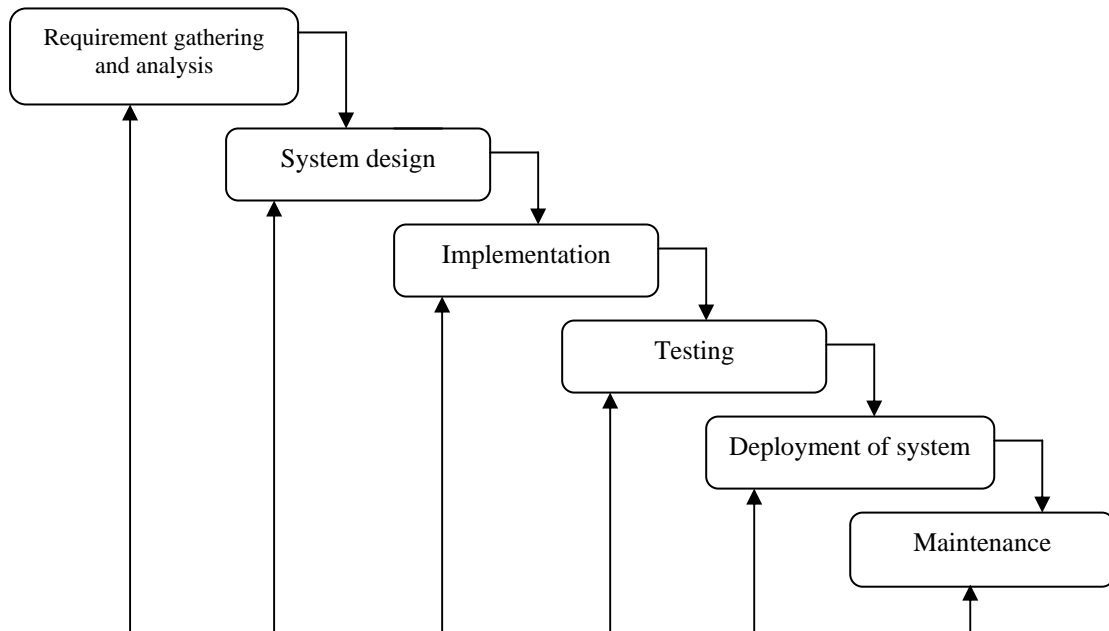 Requirement gathering
and analysis
System design
Implementation
Testing
Deployment of system
Maintenance